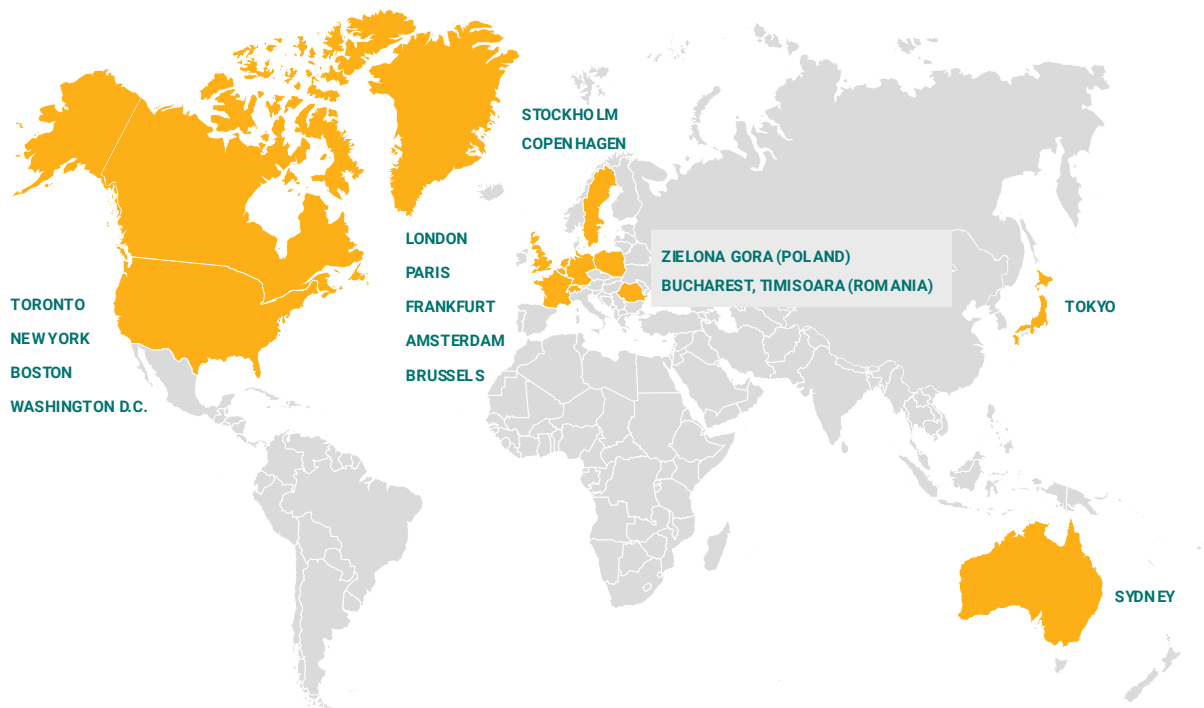 STOCKHOLM
COPENHAGEN
LONDON
PARIS
FRANKFURT
AMSTERDAM
BRUSSELS
ZIELONA GORA (POLAND)
BUCHAREST, TIMISOARA (ROMANIA)
TORONTO
NEW YORK
BOSTON
WASHINGTON D.C.
TOKYO
SYDNEY